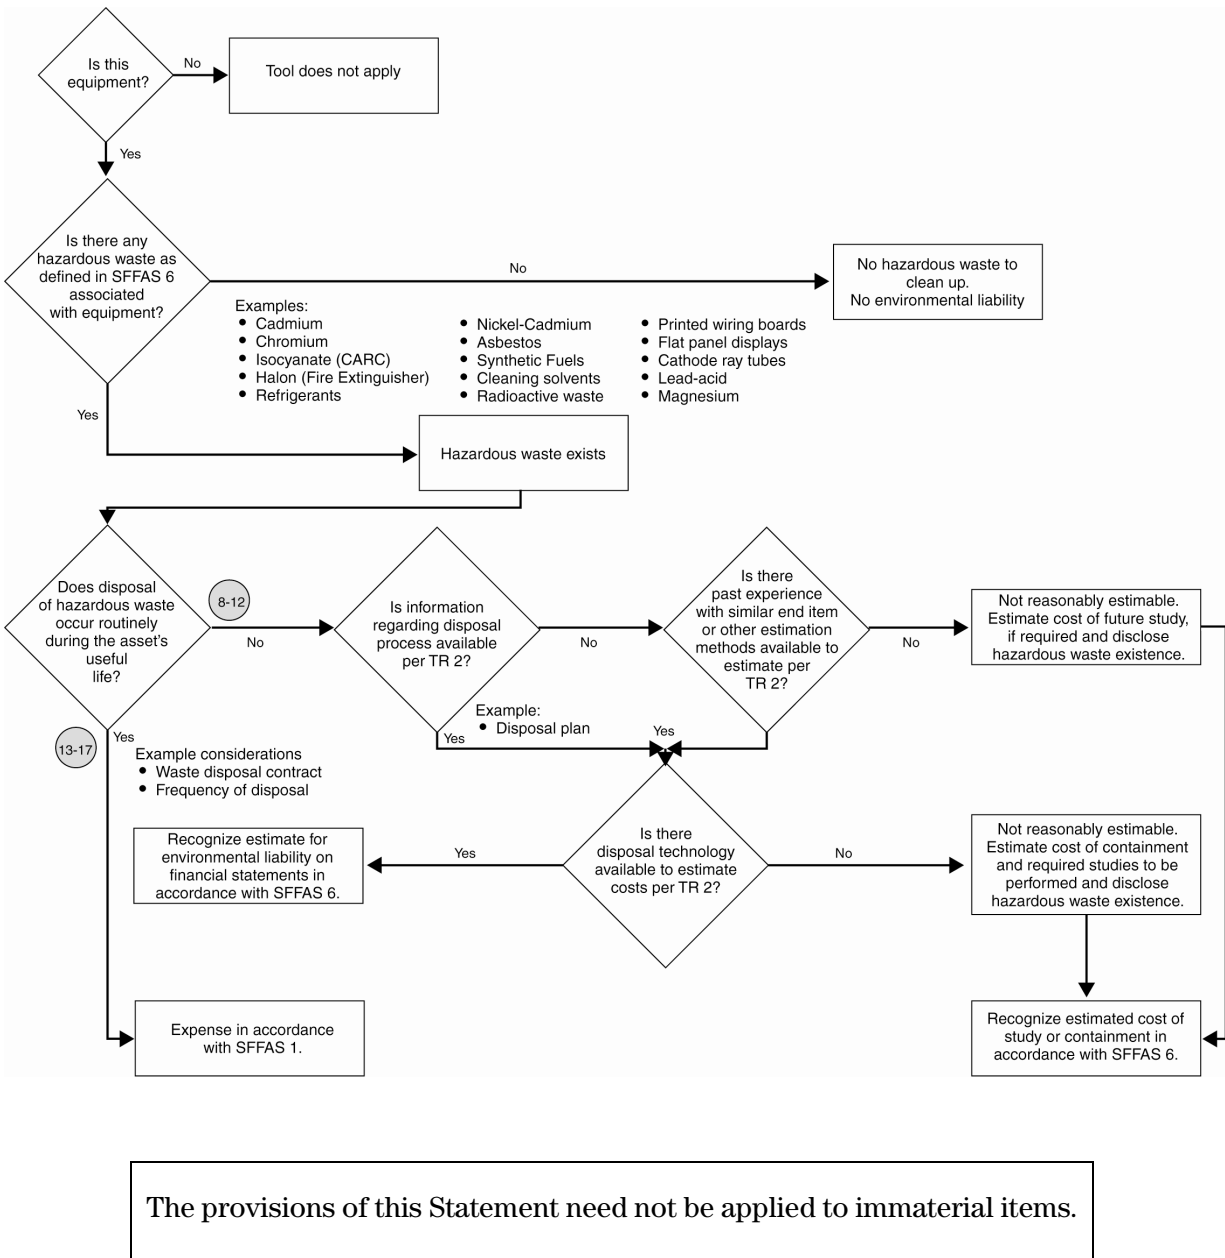 Is this
equipment?
No
Tool does not apply
Yes
Is there any
hazardous waste as
defined in SFFAS 6
associated
with equipment?
No
No hazardous waste to
clean up.
No environmental liability
Examples:
• Cadmium
• Chromium
• Isocyanate (CARC)
• Halon (Fire Extinguisher)
• Refrigerants
• Nickel-Cadmium
• Asbestos
• Synthetic Fuels
• Cleaning solvents
• Radioactive waste
• Printed wiring boards
• Flat panel displays
• Cathode ray tubes
• Lead-acid
• Magnesium
Yes
Hazardous waste exists
Does disposal
of hazardous waste
occur routinely
during the asset's
useful
life?
8-12
No
Is information
regarding disposal
process available
per TR 2?
No
Is there
past experience
with similar end item
or other estimation
methods available to
estimate per
TR 2?
No
Not reasonably estimable.
Estimate cost of future study,
if required and disclose
hazardous waste existence.
Example:
• Disposal plan
Yes
Yes
13-17
Yes
Example considerations
• Waste disposal contract
• Frequency of disposal
Is there
disposal technology
available to estimate
costs per TR 2?
Yes
Recognize estimate for
environmental liability on
financial statements in
accordance with SFFAS 6.
No
Not reasonably estimable.
Estimate cost of containment
and required studies to be
performed and disclose
hazardous waste existence.
Expense in accordance
with SFFAS 1.
Recognize estimated cost of
study or containment in
accordance with SFFAS 6.
The provisions of this Statement need not be applied to immaterial items.